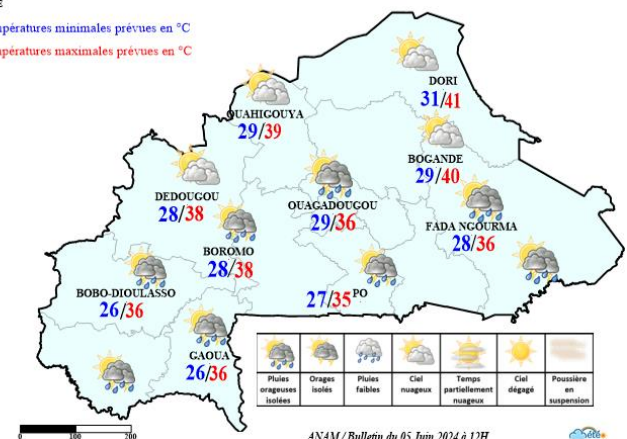 pératures minimales prévues en °C
pératures maximales prévues en °C
DORI
31/41
OUAHIGOUYA
29/39
BOGANDE
29/40
DEDOUGOU
28/38
OUAGADOUGOU
29/36
FADA NGOURMA
28/36
BOROMO
28/38
BOBO-DIOULASSO
26/36
27/35 PO
GAOUA
26/36
Pluies orageuses isolées
Orages isolés
Pluies faibles
Ciel nuageux
Temps partiellement nuageux
Ciel dégagé
Poussière en suspension
0 100 200
ANAM / Bulletin du 05 Juin 2024 à 12H